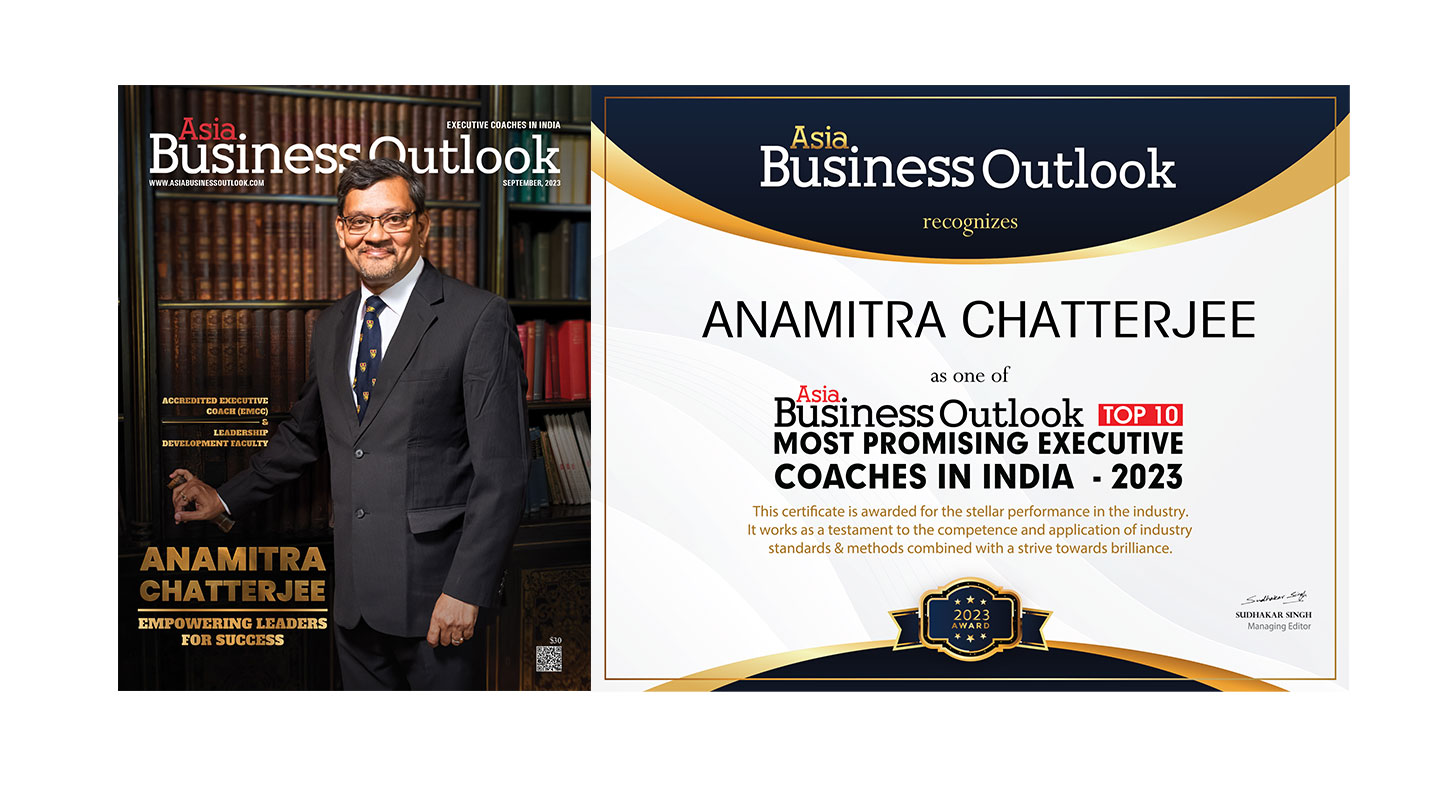 EXECUTIVE COACHES IN INDIA
Asia
Business Outlook
WWW.ASIABUSINESSOUTLOOK.COM
SEPTEMBER, 2023
ACCREDITED EXECUTIVE
COACH (EMCC)
&
LEADERSHIP
DEVELOPMENT FACULTY
ANAMITRA
CHATTERJEE
EMPOWERING LEADERS
FOR SUCCESS
$30
Asia
Business Outlook
recognizes
ANAMITRA CHATTERJEE
as one of
Asia
Business Outlook TOP 10
MOST PROMISING EXECUTIVE
COACHES IN INDIA - 2023
This certificate is awarded for the stellar performance in the industry.
It works as a testament to the competence and application of industry
standards & methods combined with a strive towards brilliance.
2023
AWARD
Sudhakar Singh
SUDHAKAR SINGH
Managing Editor